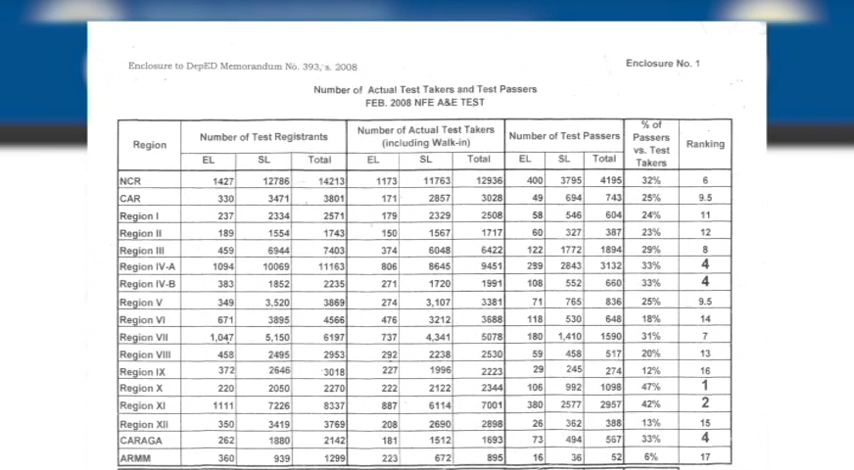 Enclosure to DepED Memorandum No. 393, s. 2008
Enclosure No. 1
Number of Actual Test Takers and Test Passers
FEB. 2008 NFE A&E TEST
Region | Number of Test Registrants | Number of Actual Test Takers (including Walk-in) | Number of Test Passers | % of Passers vs. Test Takers | Ranking
EL SL Total EL SL Total EL SL Total
NCR 1427 12786 14213 1173 11763 12936 400 3795 4195 32% 6
CAR 330 3471 3801 171 2857 3028 49 694 743 25% 9.5
Region I 237 2334 2571 179 2329 2508 58 546 604 24% 11
Region II 189 1554 1743 150 1567 1717 60 327 387 23% 12
Region III 459 6944 7403 374 6048 6422 122 1772 1894 29% 8
Region IV-A 1094 10069 11163 806 8645 9451 289 2843 3132 33% 4
Region IV-B 383 1852 2235 271 1720 1991 108 552 660 33% 4
Region V 349 3,520 3869 274 3,107 3381 71 765 836 25% 9.5
Region VI 671 3895 4566 476 3212 3688 118 530 648 18% 14
Region VII 1,047 5,150 6197 737 4,341 5078 180 1,410 1590 31% 7
Region VIII 458 2495 2953 292 2238 2530 59 458 517 20% 13
Region IX 372 2646 3018 227 1996 2223 29 245 274 12% 16
Region X 220 2050 2270 222 2122 2344 106 992 1098 47% 1
Region XI 1111 7226 8337 887 6114 7001 380 2577 2957 42% 2
Region XII 350 3419 3769 208 2690 2898 26 362 388 13% 15
CARAGA 262 1880 2142 181 1512 1693 73 494 567 33% 4
ARMM 360 939 1299 223 672 895 16 36 52 6% 17